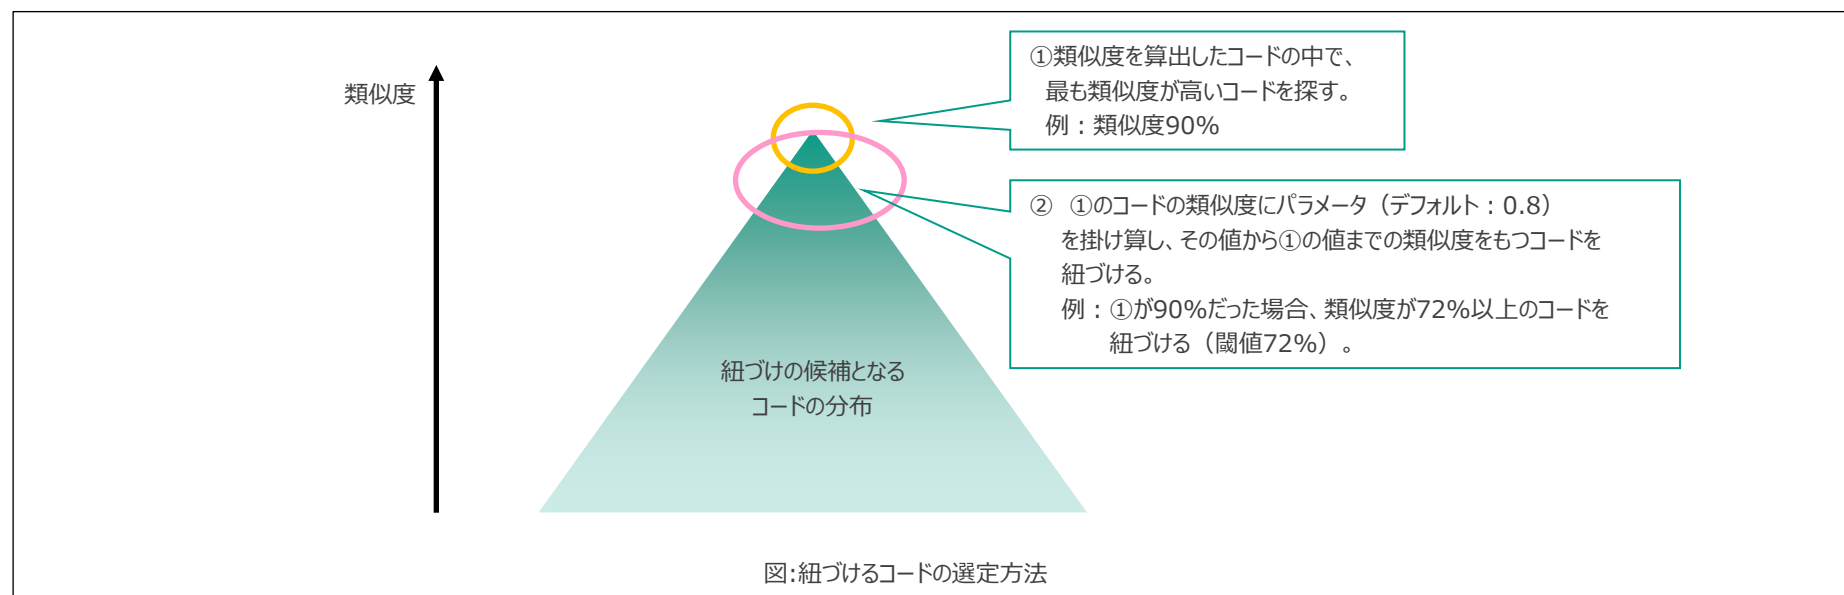 類似度
①類似度を算出したコードの中で、
最も類似度が高いコードを探す。
例：類似度90%
② ①のコードの類似度にパラメータ（デフォルト：0.8）
を掛け算し、その値から①の値までの類似度をもつコードを
紐づける。
例：①が90%だった場合、類似度が72%以上のコードを
紐づける（閾値72%）。
紐づけの候補となる
コードの分布
図:紐づけるコードの選定方法